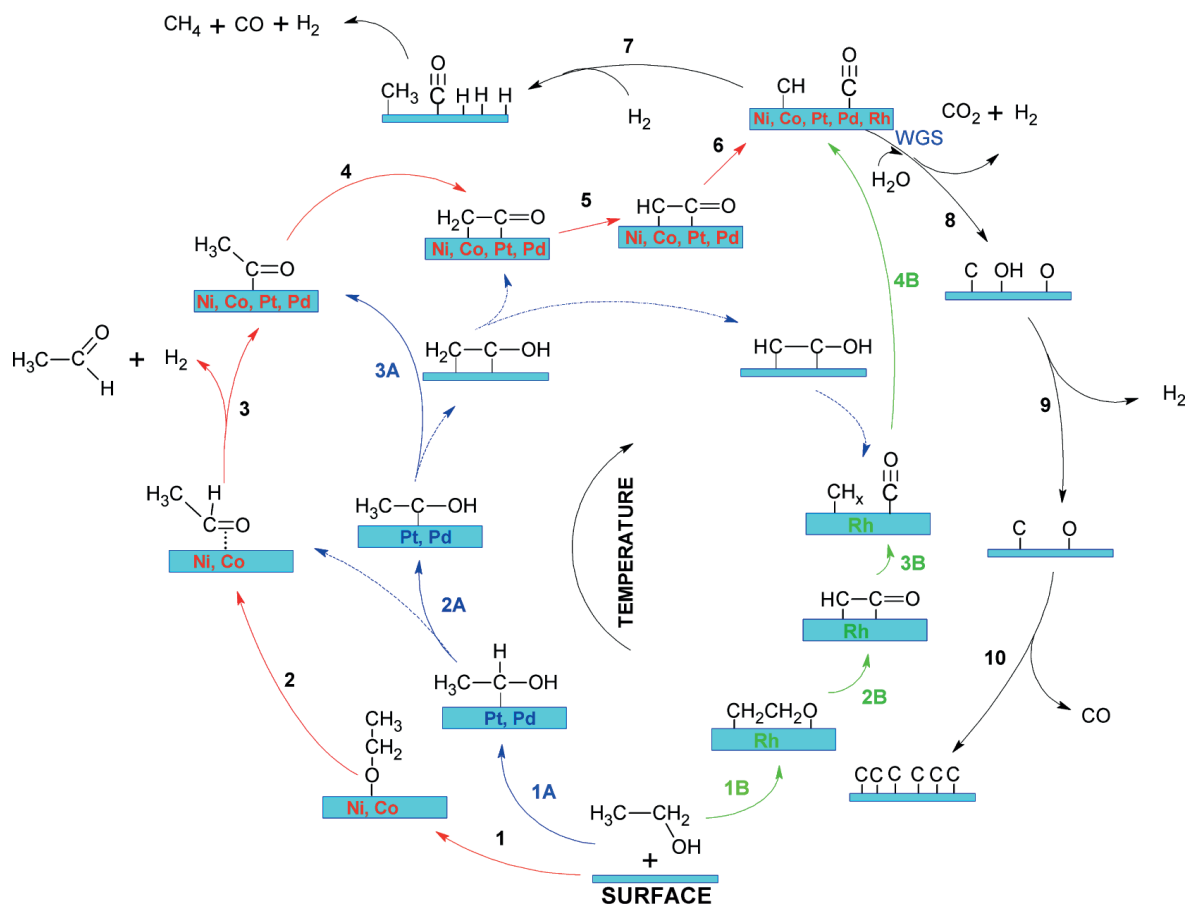 CH4 + CO + H2
7
O
C
CH3 H H H
H2
CH
O
C
Ni, Co, Pt, Pd, Rh
CO2 + H2
WGS
H2O
8
6
4
5
H2C C O
Ni, Co, Pt, Pd
HC C O
Ni, Co, Pt, Pd
H3C
C O
Ni, Co, Pt, Pd
C OH O
4B
O
H3C C
H
+ H2
3
3A
H2C C OH
HC C OH
9
H2
H
H3C
C O
Ni, Co
H3C C OH
Pt, Pd
TEMPERATURE
O
C
CHx
Rh
C O
3B
2A
HC C O
Rh
2
H
H3C C OH
Pt, Pd
2B
10
CO
CH3
CH2
O
Ni, Co
CH2CH2O
Rh
CCC CCC
1A
1B
1
H3C CH2
OH
+
SURFACE